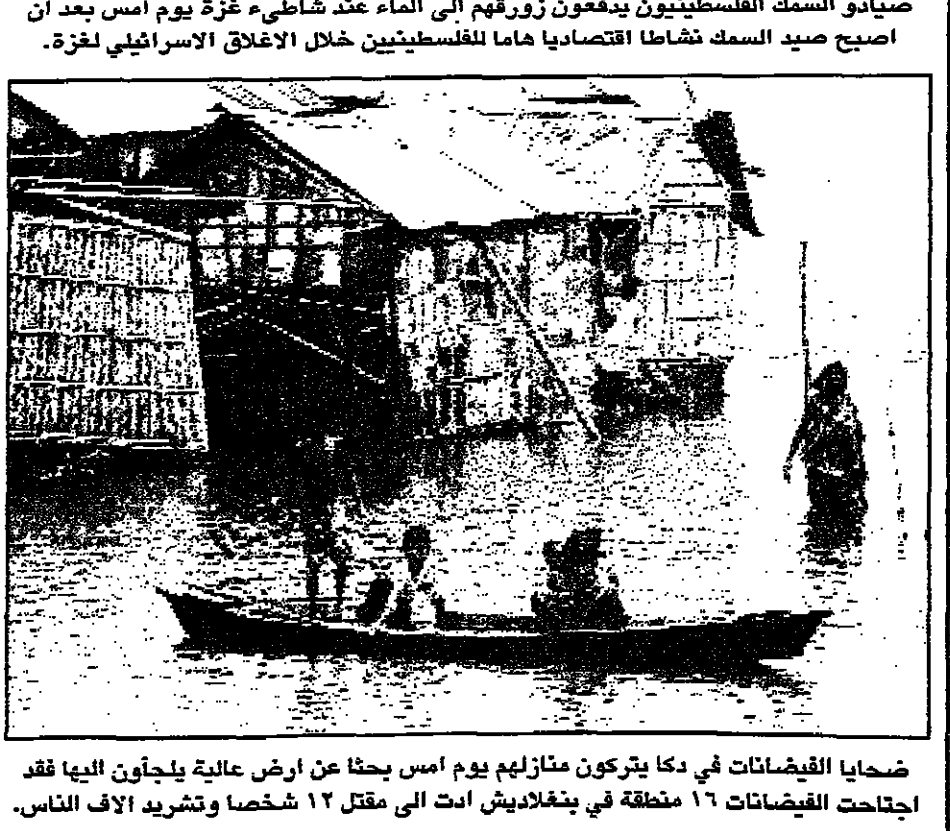 صيادو السمك الفلسطينيون يدفعون زورقهم الى الماء عند شاطىء غزة يوم امس بعد ان
اصبح صيد السمك نشاطا اقتصاديا هاما للفلسطينيين خلال الاغلاق الاسرائيلي لغزة.
ضحايا الفيضانات في دكا يتركون منازلهم يوم امس بحثا عن ارض عالية يلجأون اليها فقد
اجتاحت الفيضانات ١٦ منطقة في بنغلاديش ادت الى مقتل ١٢ شخصا وتشريد الاف الناس.